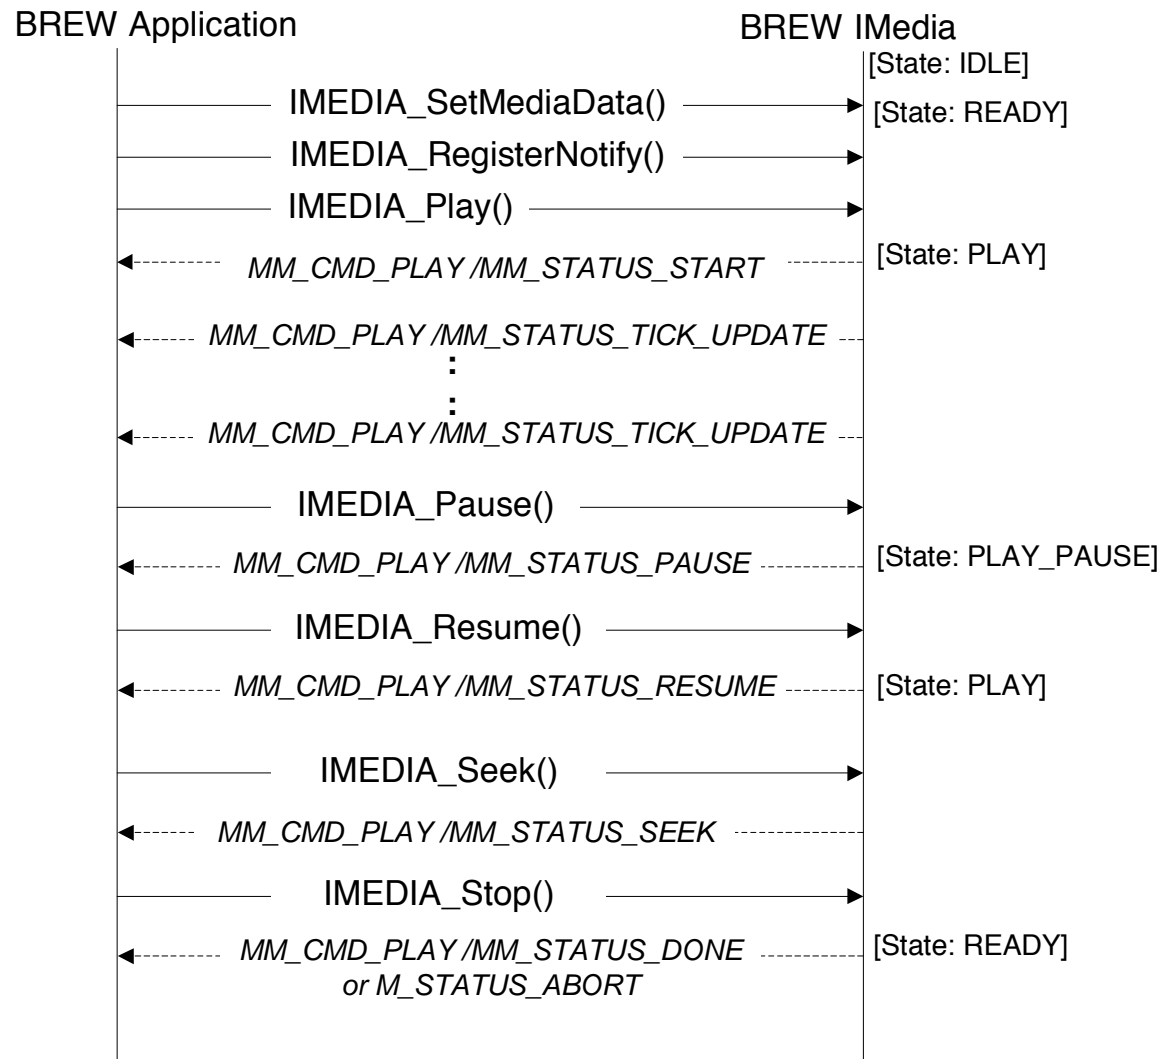 BREW Application
BREW IMedia
[State: IDLE]
IMEDIA_SetMediaData()
[State: READY]
IMEDIA_RegisterNotify()
IMEDIA_Play()
MM_CMD_PLAY /MM_STATUS_START
[State: PLAY]
MM_CMD_PLAY /MM_STATUS_TICK_UPDATE
:
:
MM_CMD_PLAY /MM_STATUS_TICK_UPDATE
IMEDIA_Pause()
MM_CMD_PLAY /MM_STATUS_PAUSE
[State: PLAY_PAUSE]
IMEDIA_Resume()
MM_CMD_PLAY /MM_STATUS_RESUME
[State: PLAY]
IMEDIA_Seek()
MM_CMD_PLAY /MM_STATUS_SEEK
IMEDIA_Stop()
MM_CMD_PLAY /MM_STATUS_DONE
[State: READY]
or M_STATUS_ABORT